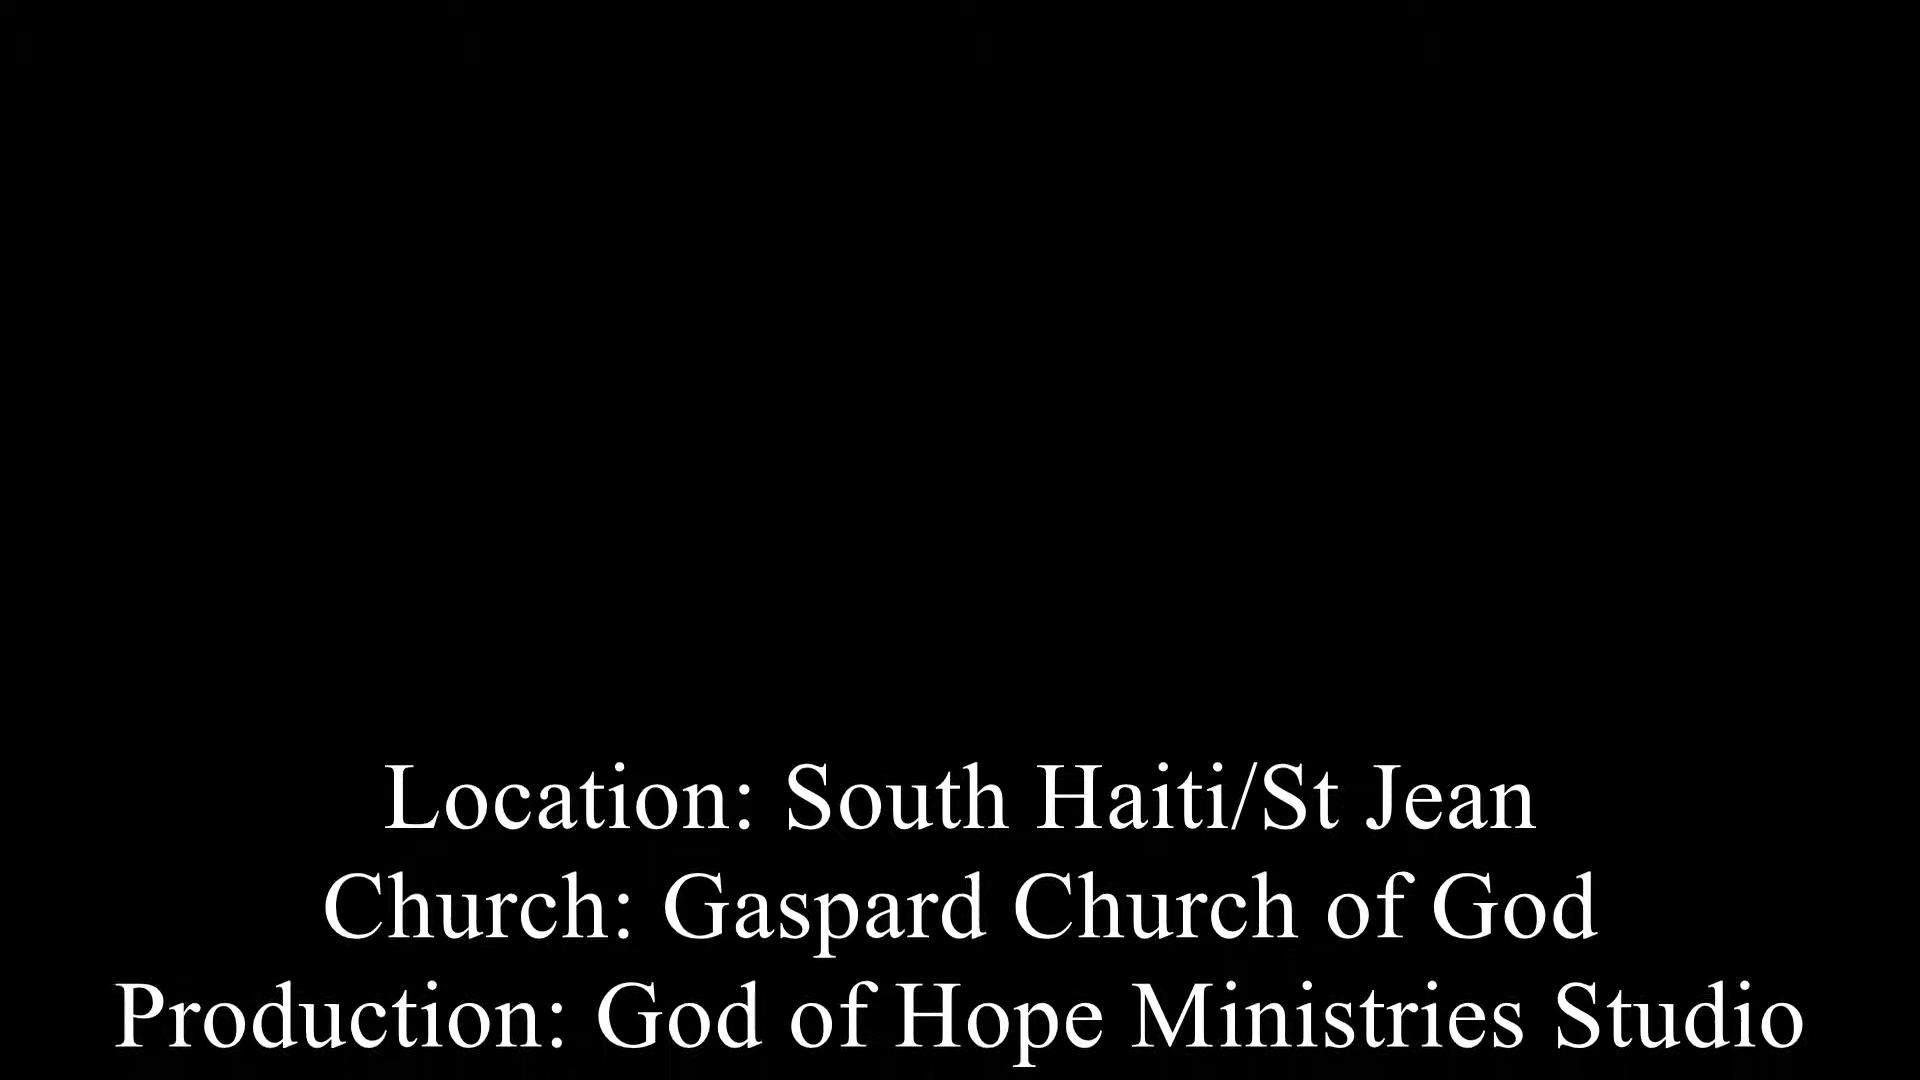 Location: South Haiti/St Jean
Church: Gaspard Church of God
Production: God of Hope Ministries Studio